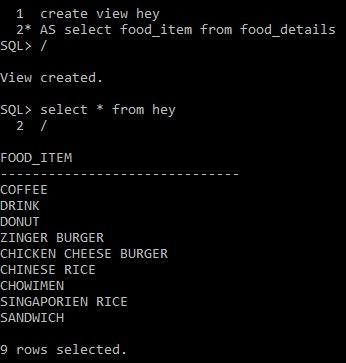 1  create view hey
2* AS select food_item from food_details
SQL> /
View created.
SQL> select * from hey
2  /
FOOD_ITEM
------------------------------
COFFEE
DRINK
DONUT
ZINGER BURGER
CHICKEN CHEESE BURGER
CHINESE RICE
CHOWIMEN
SINGAPORIEN RICE
SANDWICH
9 rows selected.